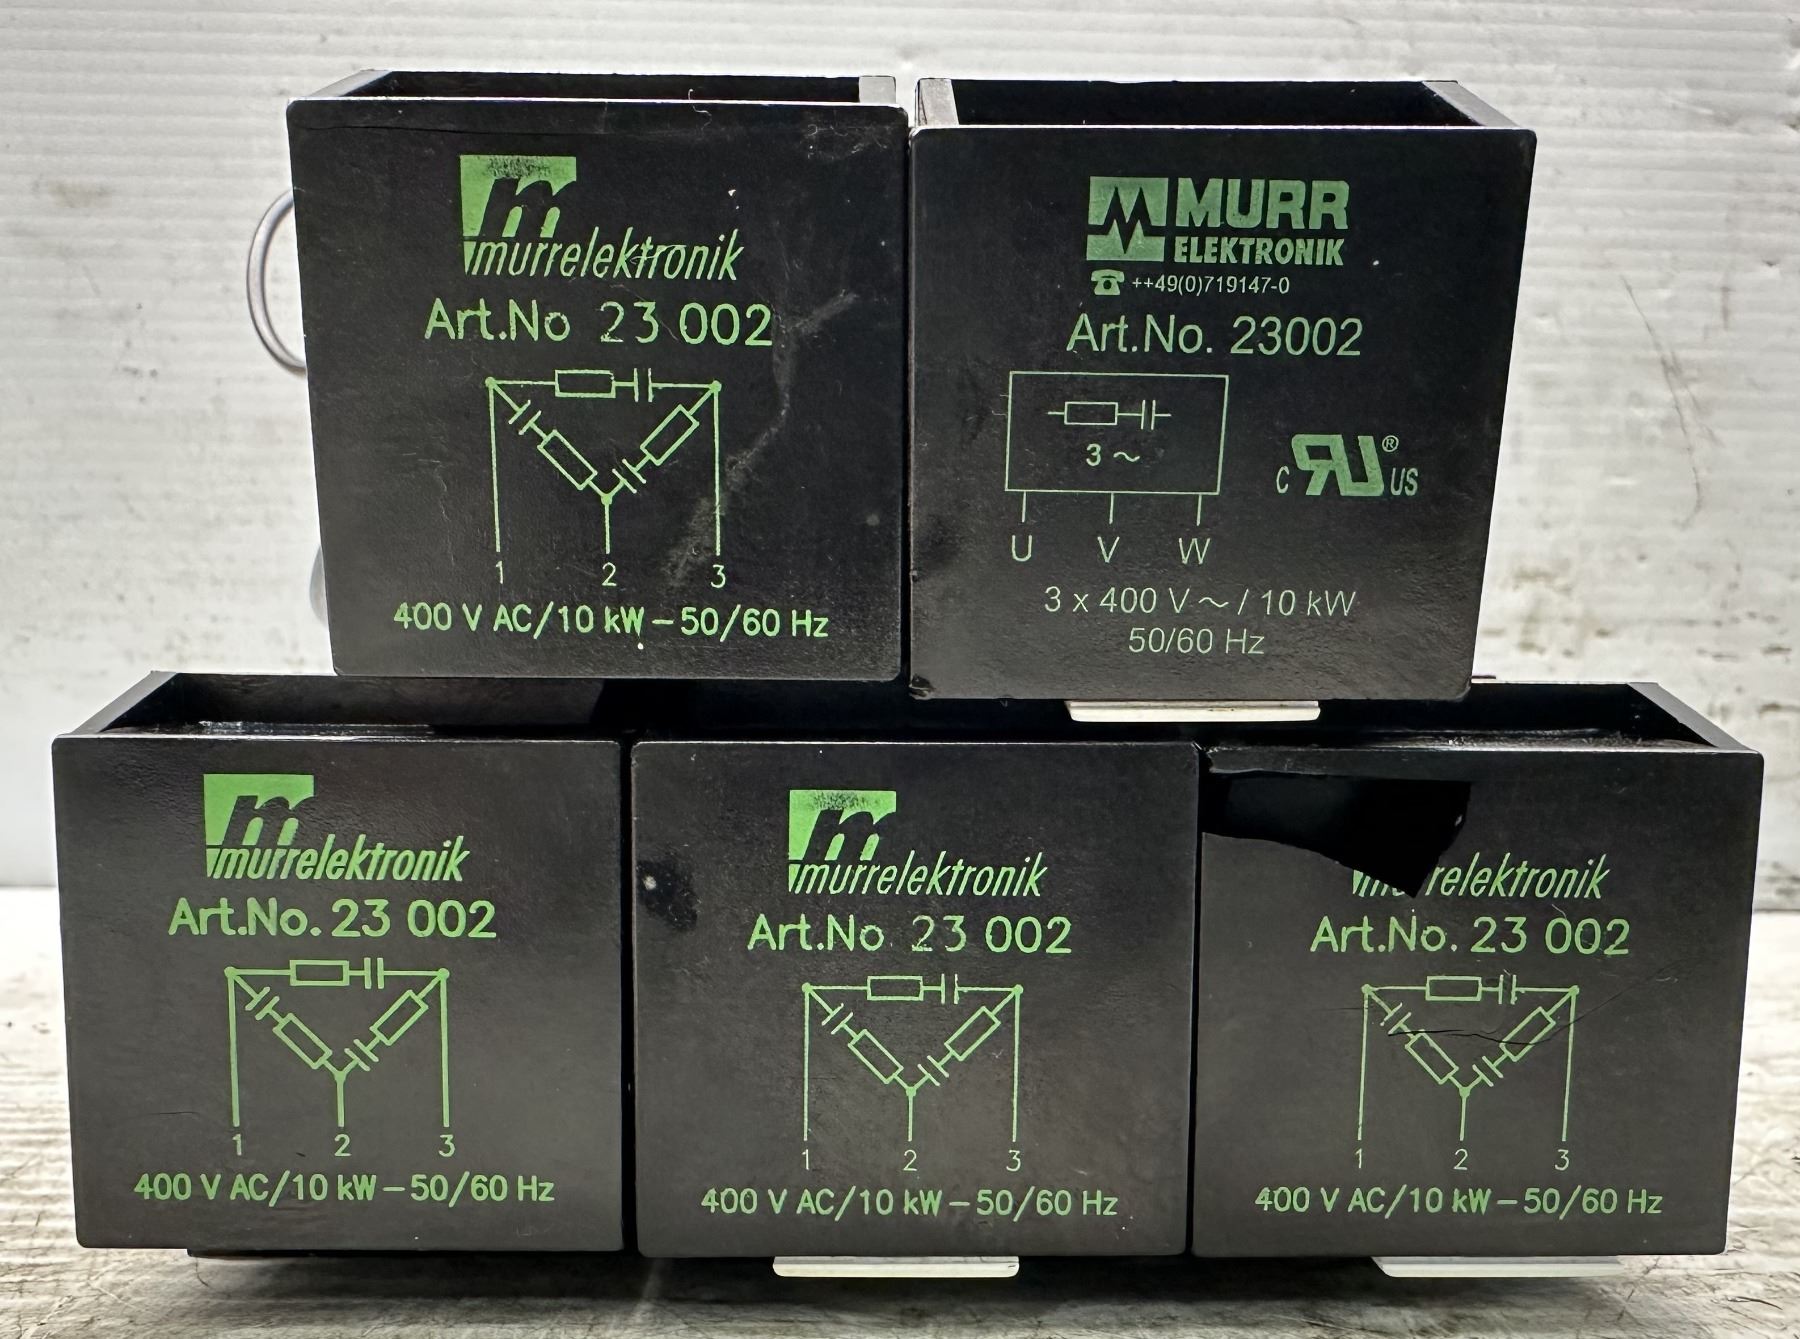 murrelektronik
Art.No 23 002
1 2 3
400 V AC/10 kW – 50/60 Hz
MURR
ELEKTRONIK
++49(0)719147-0
Art.No. 23002
3 ~
U V W
c RU® US
3 x 400 V ~ / 10 kW
50/60 Hz
murrelektronik
Art.No. 23 002
1 2 3
400 V AC/10 kW – 50/60 Hz
murrelektronik
Art.No 23 002
1 2 3
400 V AC/10 kW – 50/60 Hz
relektronik
Art.No. 23 002
1 2 3
400 V AC/10 kW – 50/60 Hz